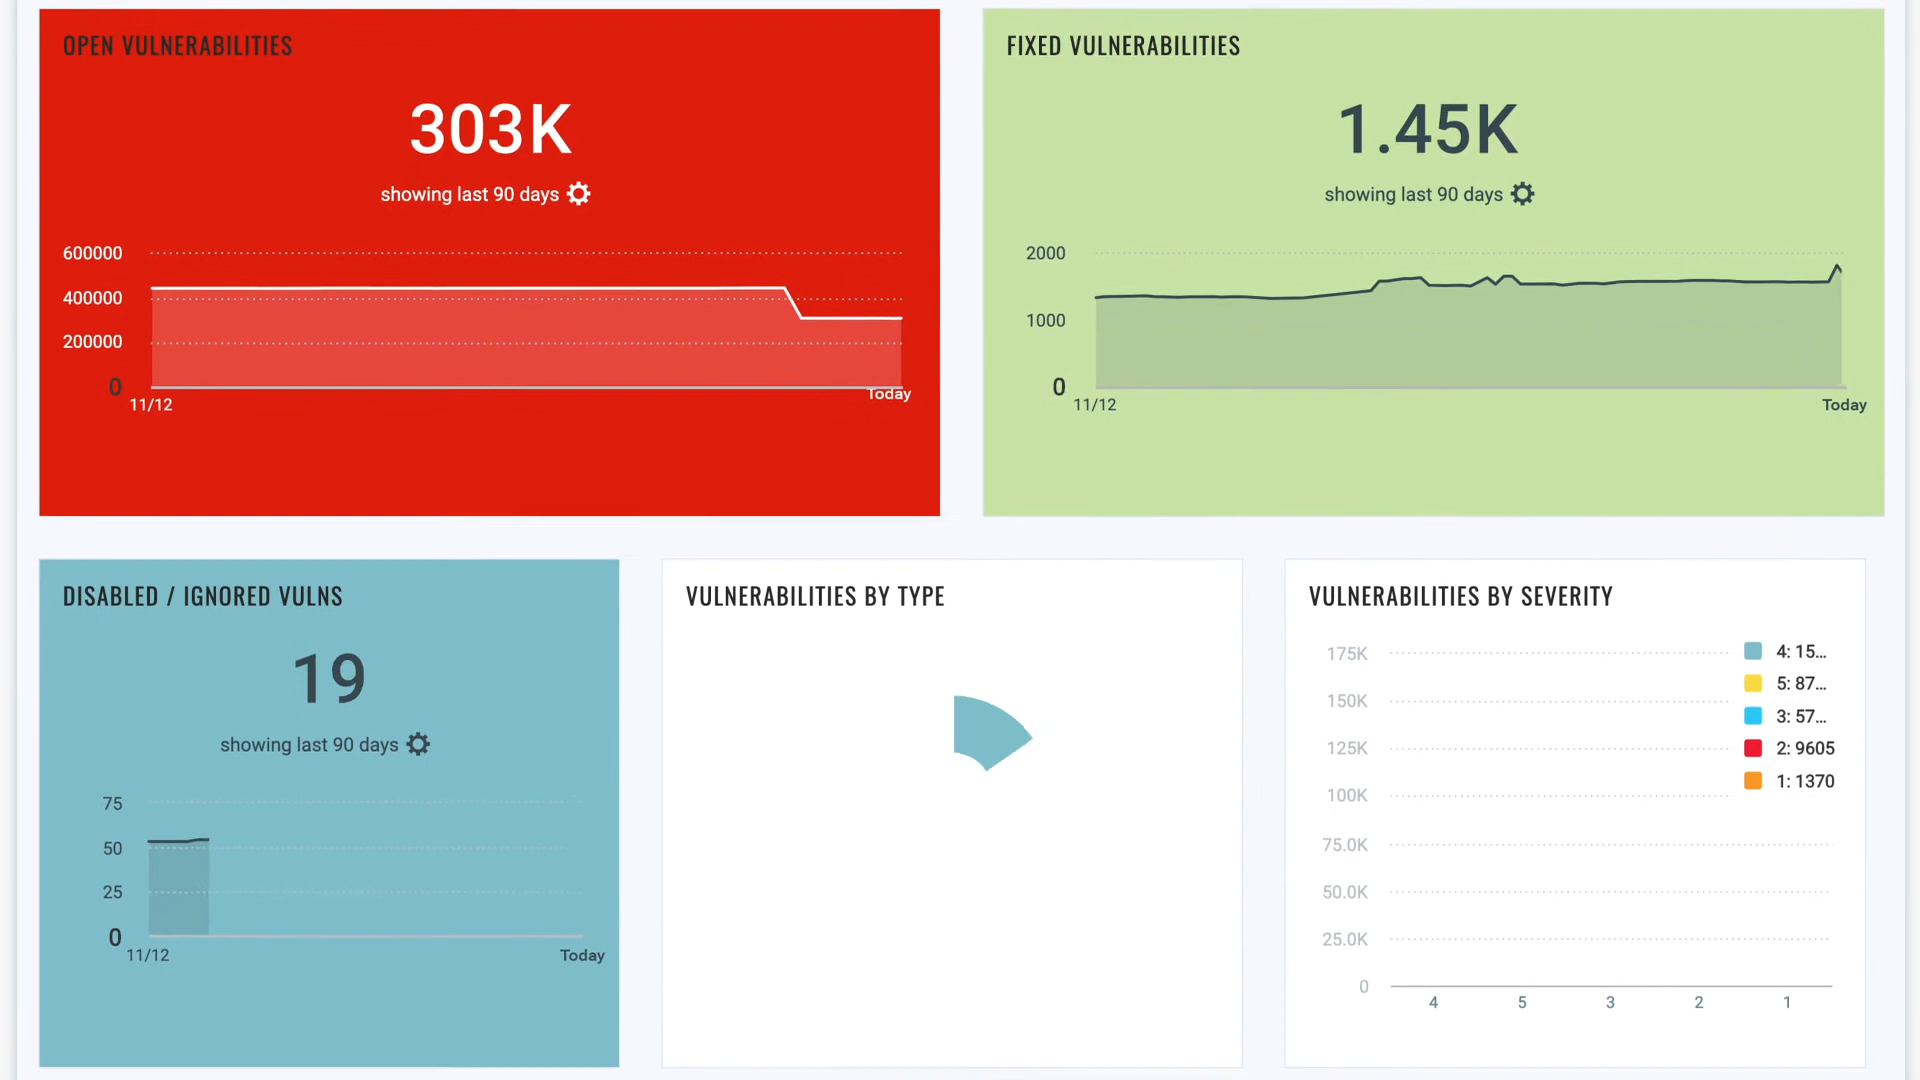 OPEN VULNERABILITIES
303K
showing last 90 days
600000
400000
200000
0
11/12
Today
FIXED VULNERABILITIES
1.45K
showing last 90 days
2000
1000
0
11/12
Today
DISABLED / IGNORED VULNS
19
showing last 90 days
75
50
25
0
11/12
Today
VULNERABILITIES BY TYPE
VULNERABILITIES BY SEVERITY
175K
150K
125K
100K
75.0K
50.0K
25.0K
0
4 5 3 2 1
4: 15...
5: 87...
3: 57...
2: 9605
1: 1370